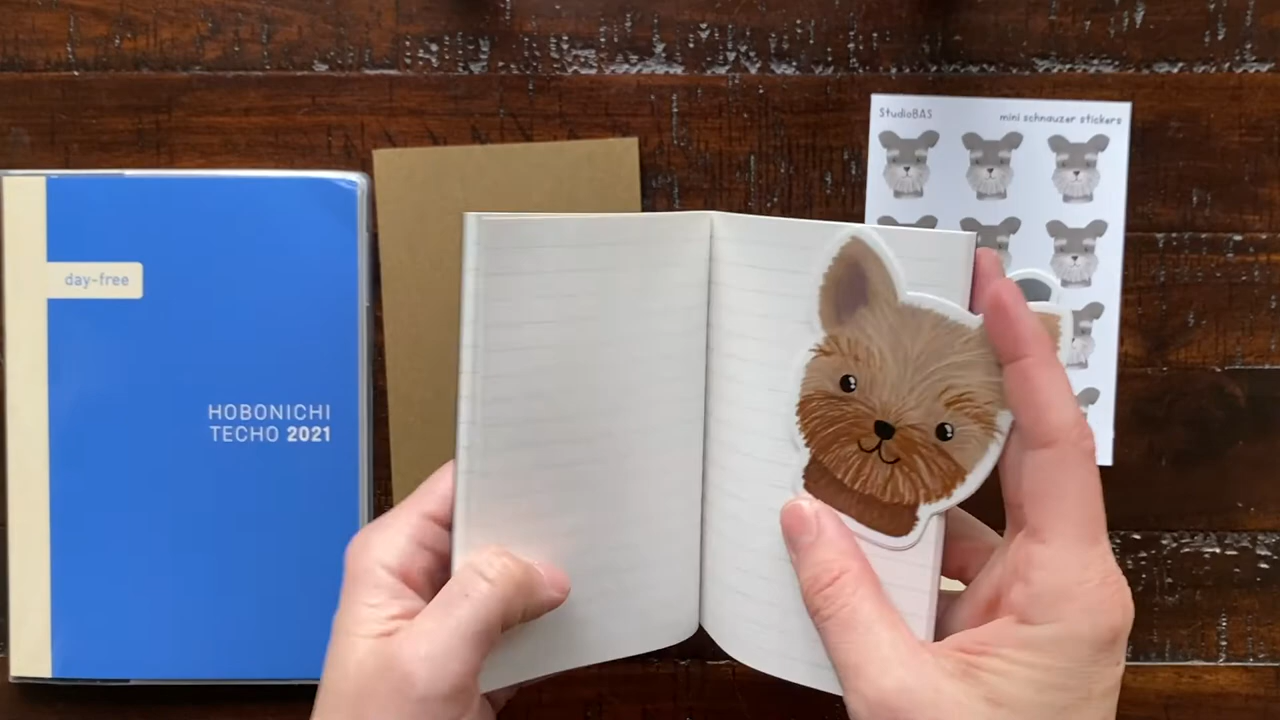 day-free
HOBONICHI
TECHO 2021
StudioBAS
mini schnauzer stickers